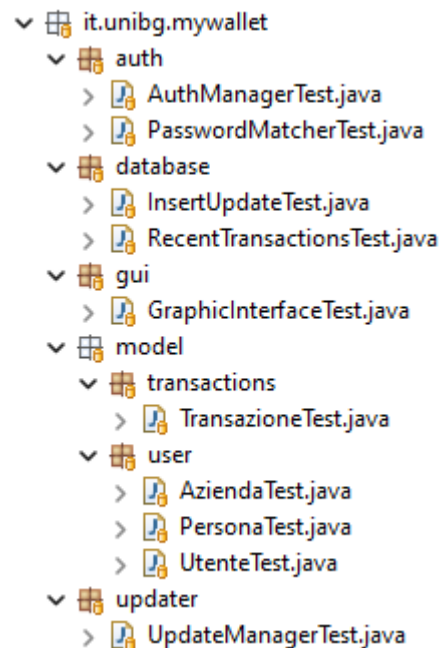 it.unibg.mywallet
auth
AuthManagerTest.java
PasswordMatcherTest.java
database
InsertUpdateTest.java
RecentTransactionsTest.java
gui
GraphicInterfaceTest.java
model
transactions
TransazioneTest.java
user
AziendaTest.java
PersonaTest.java
UtenteTest.java
updater
UpdateManagerTest.java